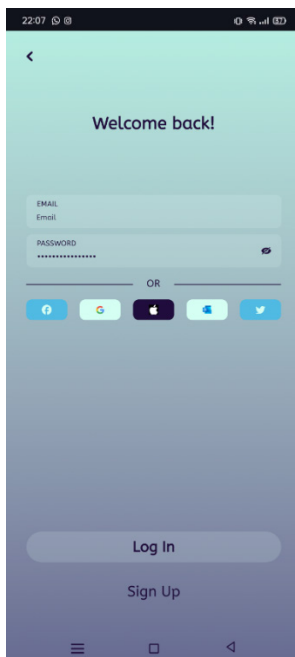 22:07
Welcome back!
EMAIL
Email
PASSWORD
••••••••••••••••
OR
Log In
Sign Up